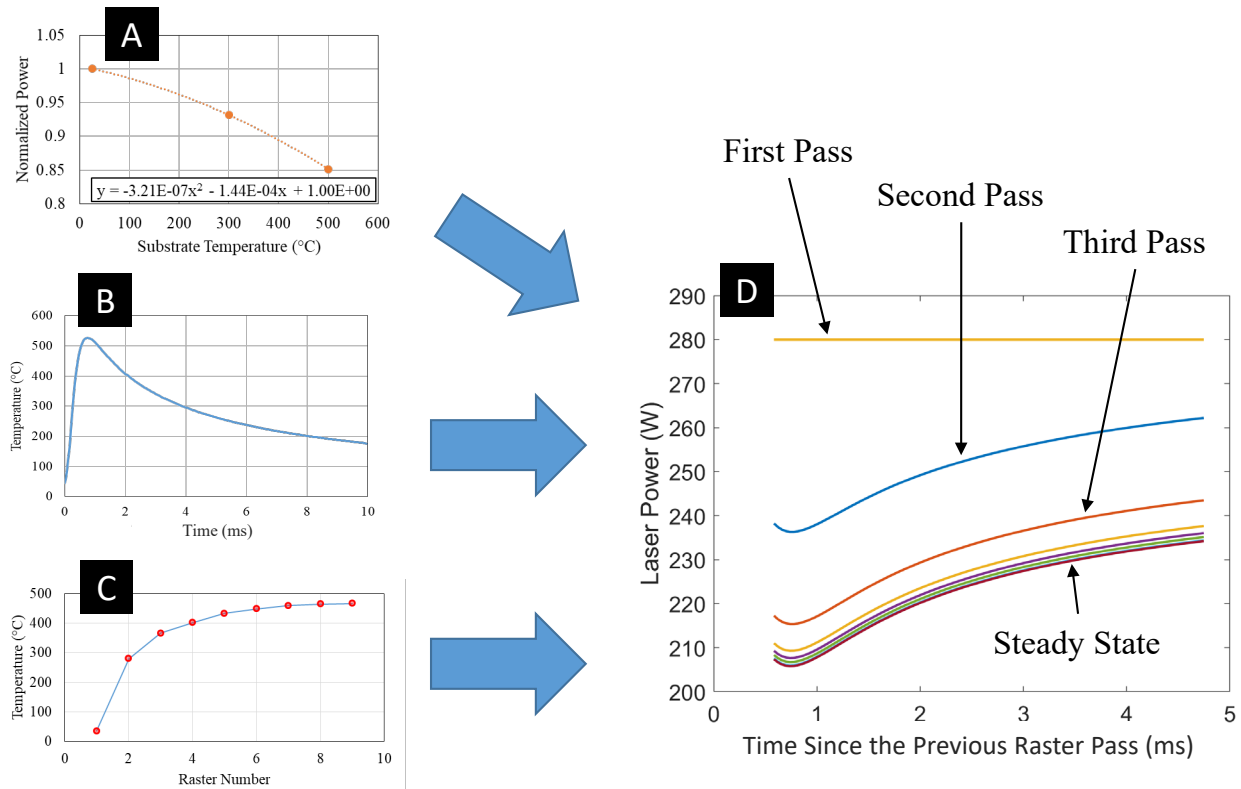 A
1.05
1
0.95
0.9
0.85
0.8
Normalized Power
y = -3.21E-07x² - 1.44E-04x + 1.00E+00
0 100 200 300 400 500 600
Substrate Temperature (°C)
B
600
500
400
300
200
100
0
Temperature (°C)
0 2 4 6 8 10
Time (ms)
C
500
400
300
200
100
0
Temperature (°C)
0 2 4 6 8 10
Raster Number
D
First Pass
Second Pass
Third Pass
Steady State
290
280
270
260
250
240
230
220
210
200
Laser Power (W)
0 1 2 3 4 5
Time Since the Previous Raster Pass (ms)